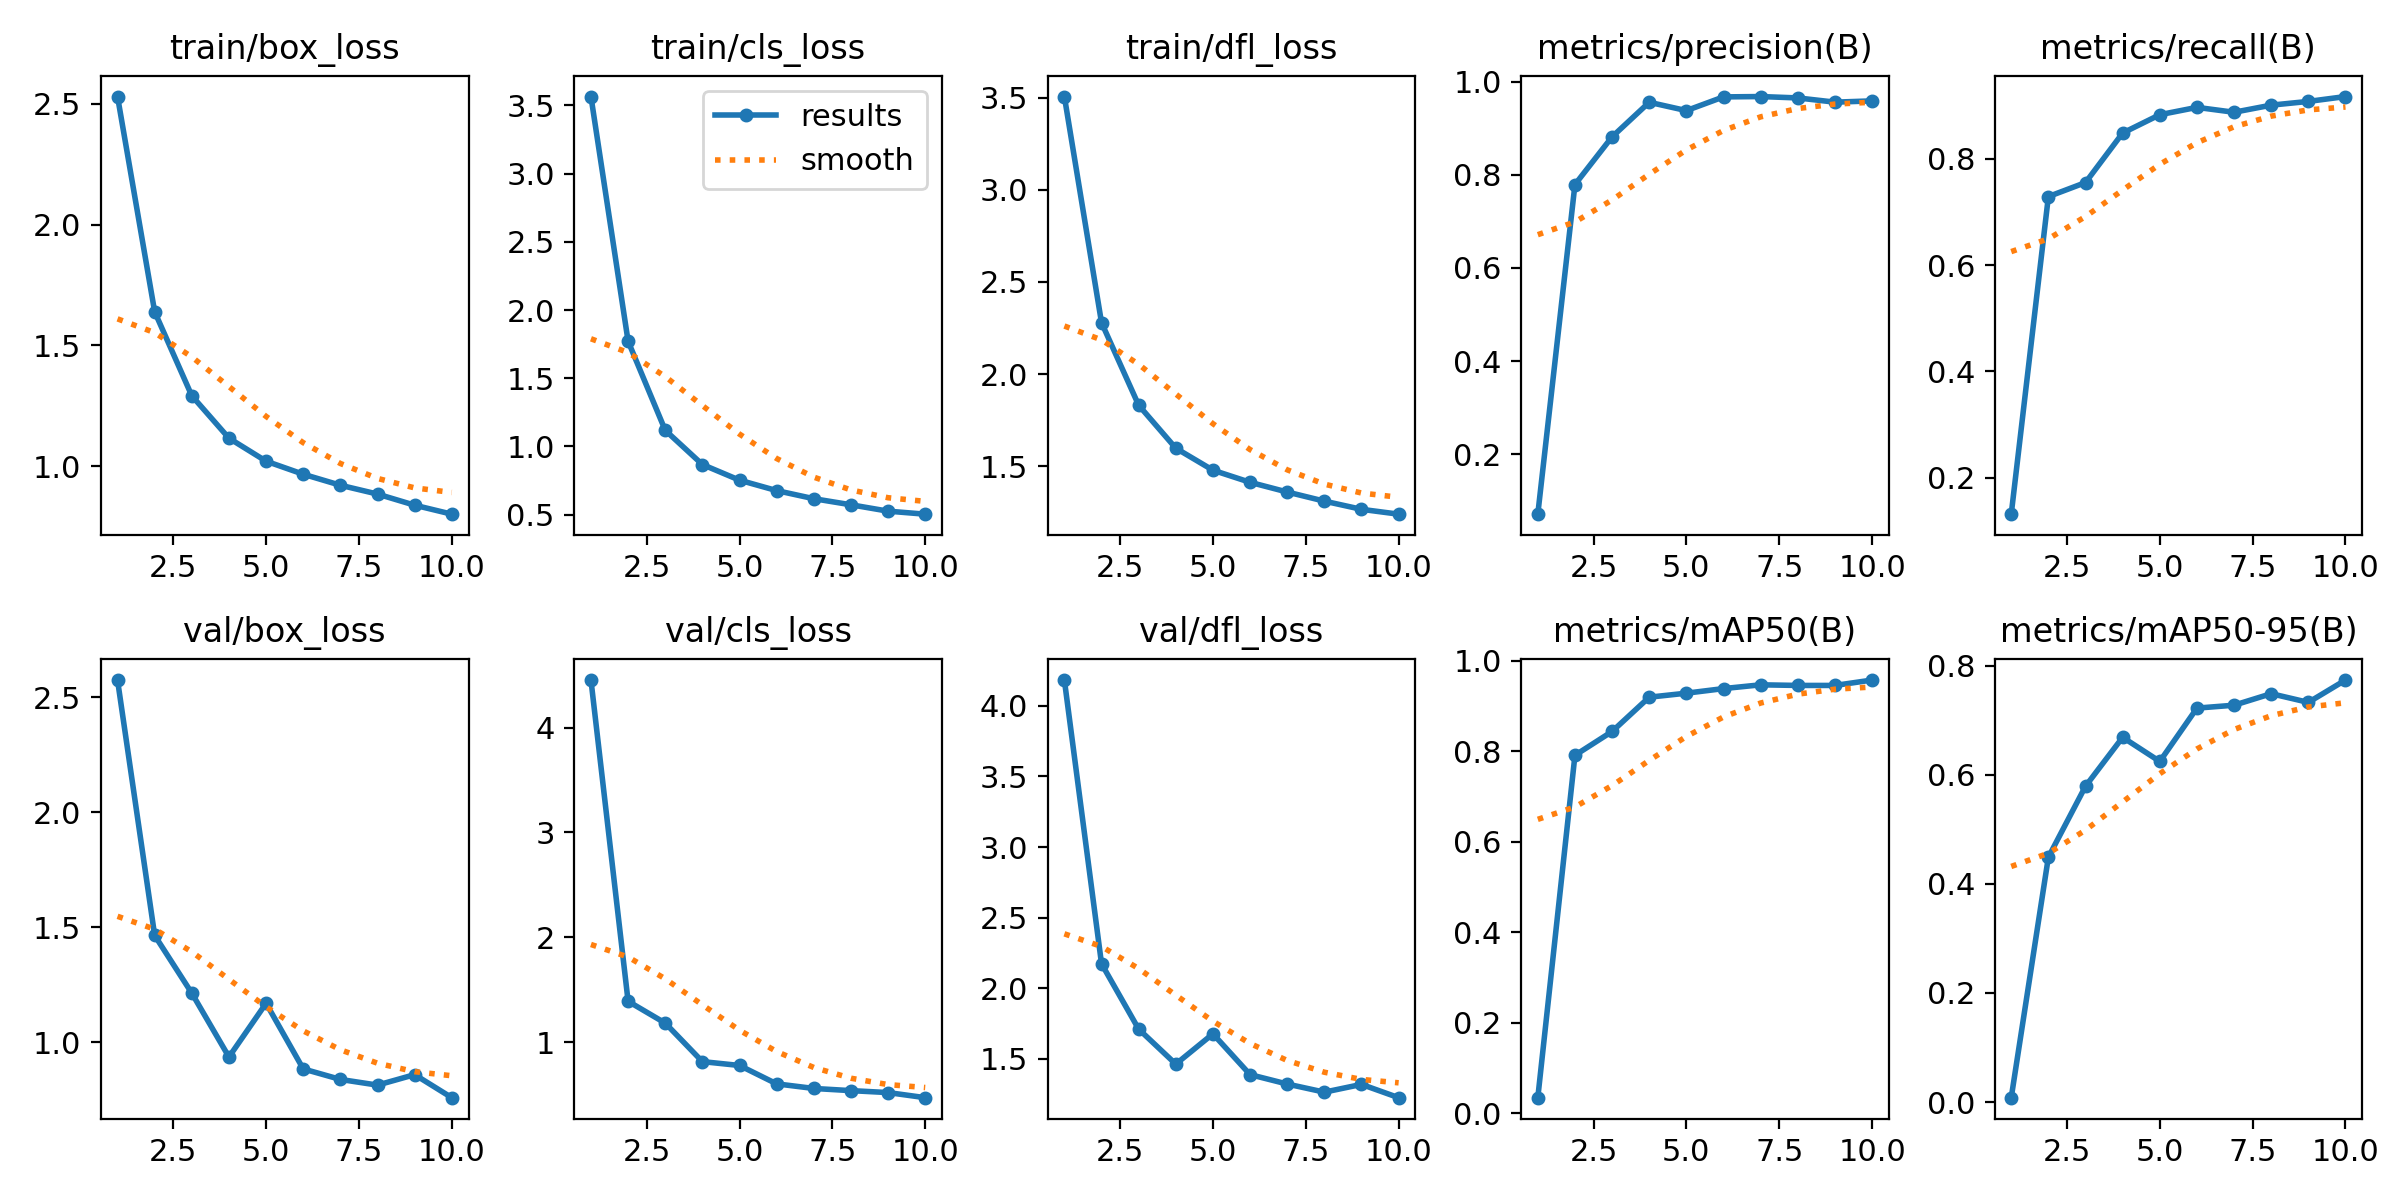 train/box_loss
2.5
2.0
1.5
1.0
2.5 5.0 7.5 10.0
train/cls_loss
results
smooth
3.5
3.0
2.5
2.0
1.5
1.0
0.5
2.5 5.0 7.5 10.0
train/dfl_loss
3.5
3.0
2.5
2.0
1.5
2.5 5.0 7.5 10.0
metrics/precision(B)
1.0
0.8
0.6
0.4
0.2
2.5 5.0 7.5 10.0
metrics/recall(B)
0.8
0.6
0.4
0.2
2.5 5.0 7.5 10.0
val/box_loss
2.5
2.0
1.5
1.0
2.5 5.0 7.5 10.0
val/cls_loss
4
3
2
1
2.5 5.0 7.5 10.0
val/dfl_loss
4.0
3.5
3.0
2.5
2.0
1.5
2.5 5.0 7.5 10.0
metrics/mAP50(B)
1.0
0.8
0.6
0.4
0.2
0.0
2.5 5.0 7.5 10.0
metrics/mAP50-95(B)
0.8
0.6
0.4
0.2
0.0
2.5 5.0 7.5 10.0